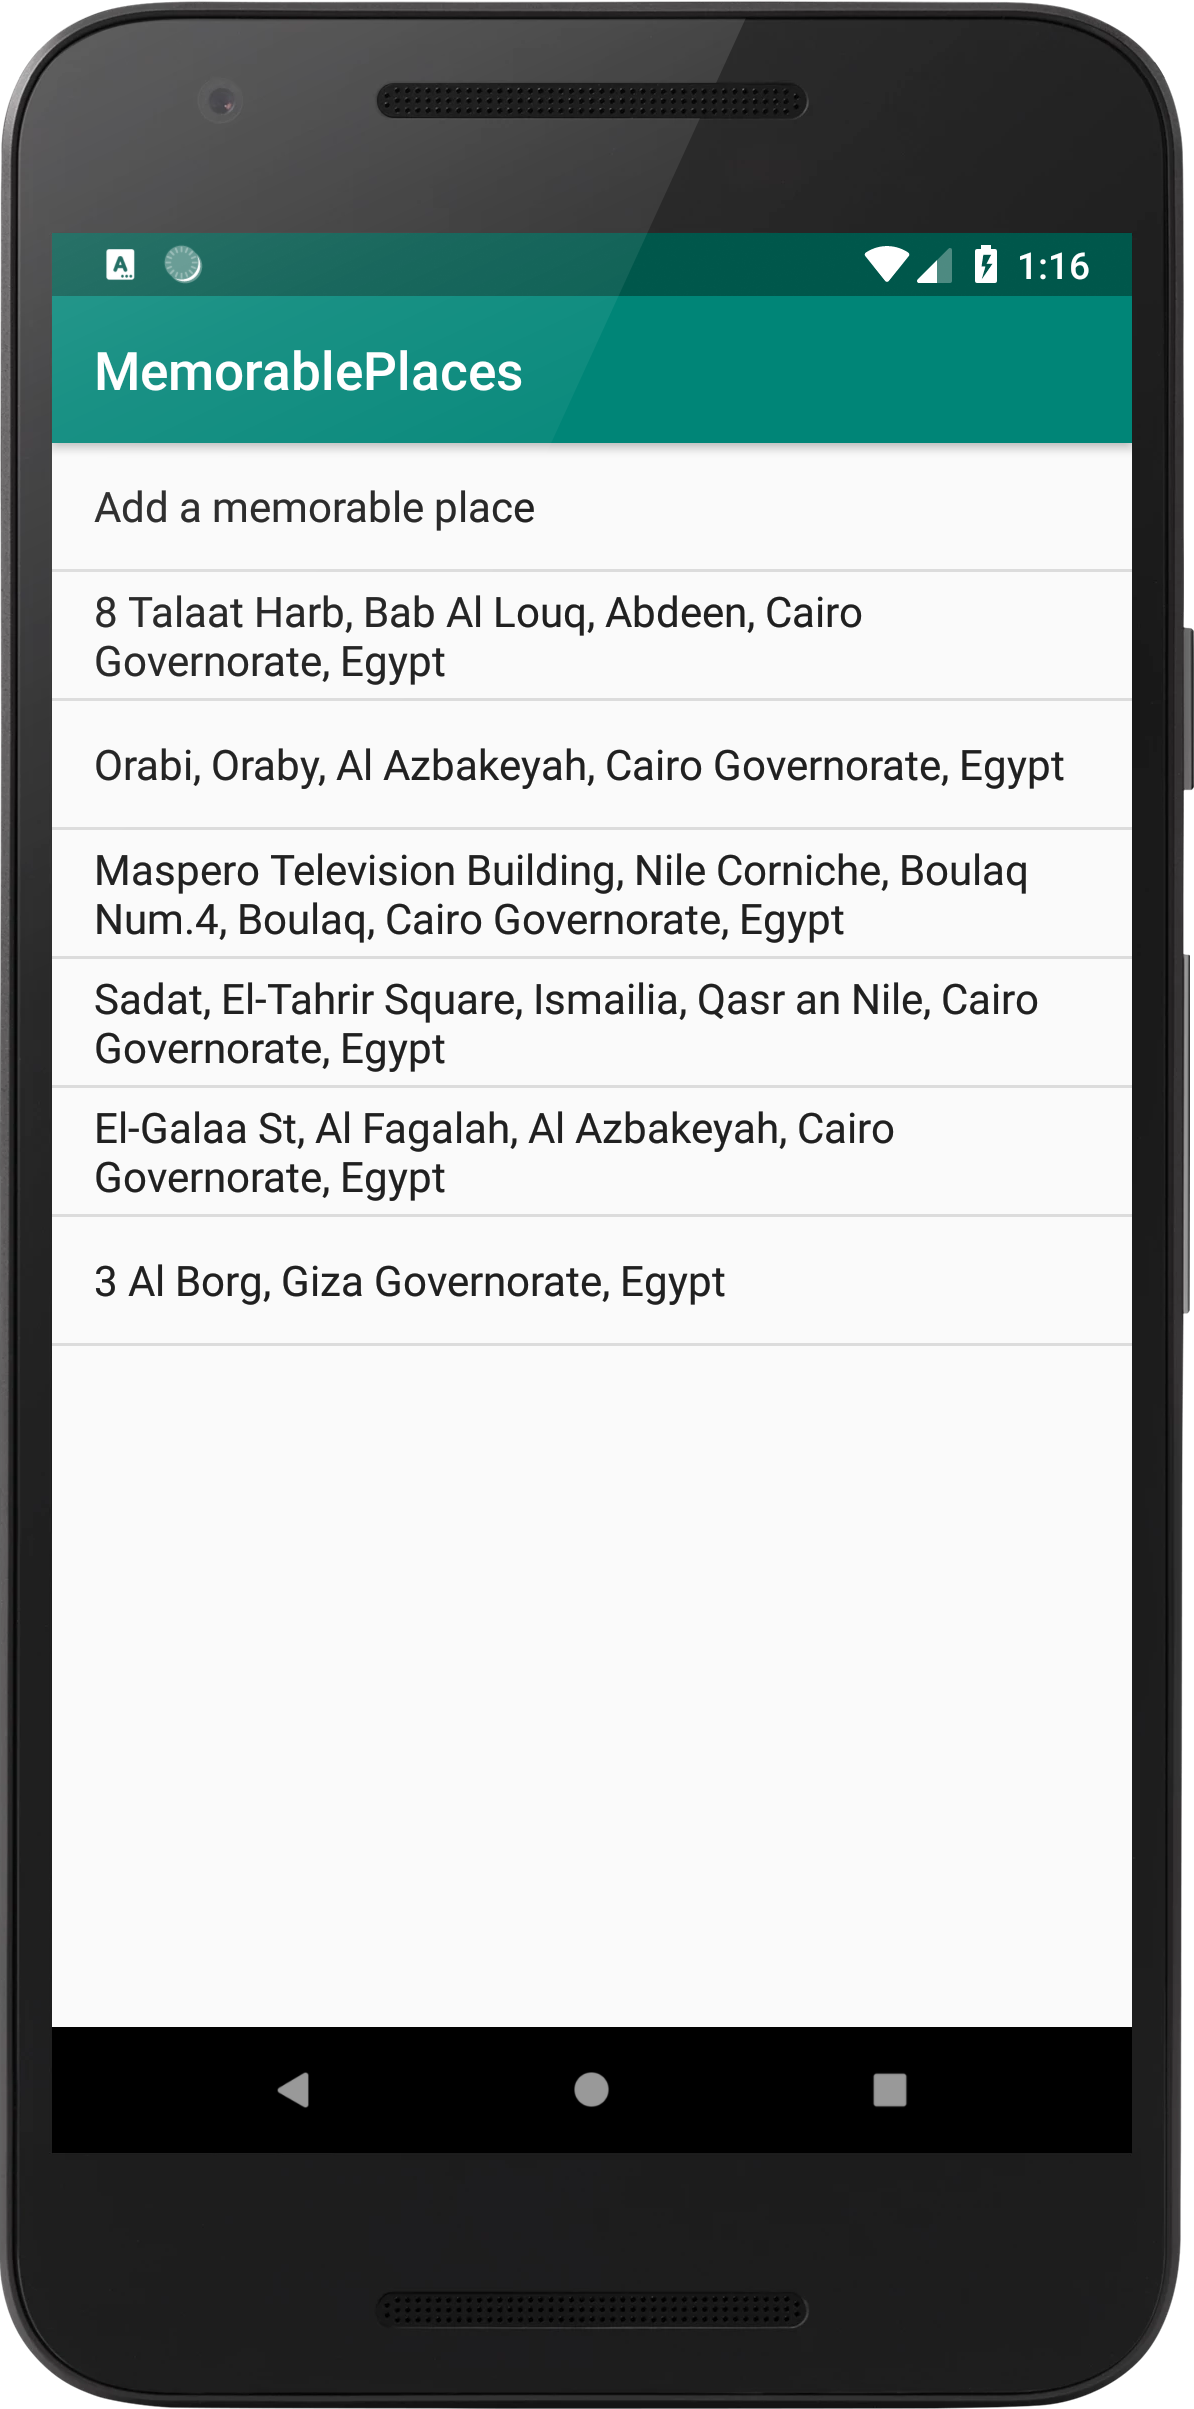 1:16
MemorablePlaces
Add a memorable place
8 Talaat Harb, Bab Al Louq, Abdeen, Cairo
Governorate, Egypt
Orabi, Oraby, Al Azbakeyah, Cairo Governorate, Egypt
Maspero Television Building, Nile Corniche, Boulaq
Num.4, Boulaq, Cairo Governorate, Egypt
Sadat, El-Tahrir Square, Ismailia, Qasr an Nile, Cairo
Governorate, Egypt
El-Galaa St, Al Fagalah, Al Azbakeyah, Cairo
Governorate, Egypt
3 Al Borg, Giza Governorate, Egypt